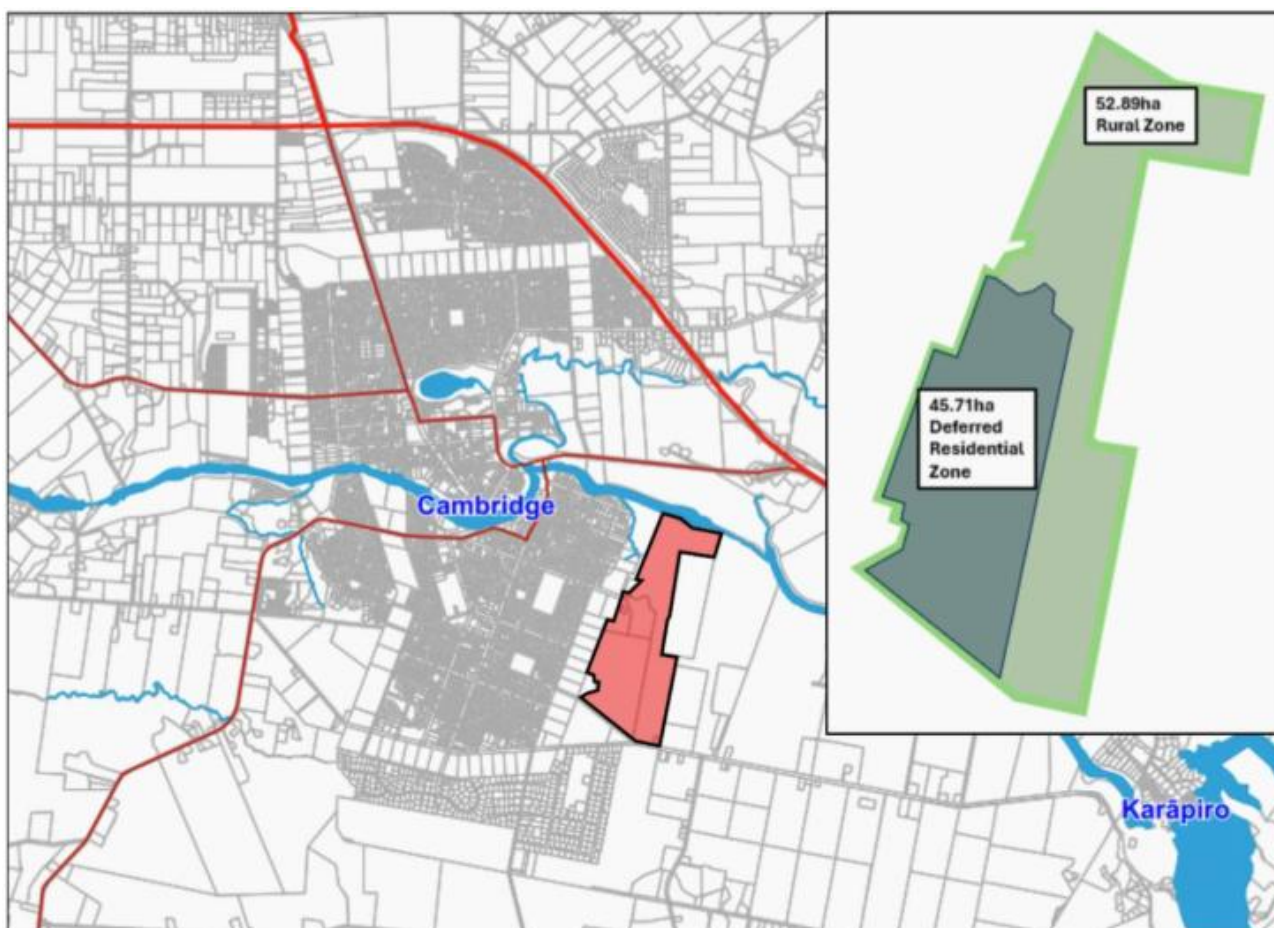 52.89ha
Rural Zone
45.71ha
Deferred
Residential
Zone
Cambridge
Karāpiro